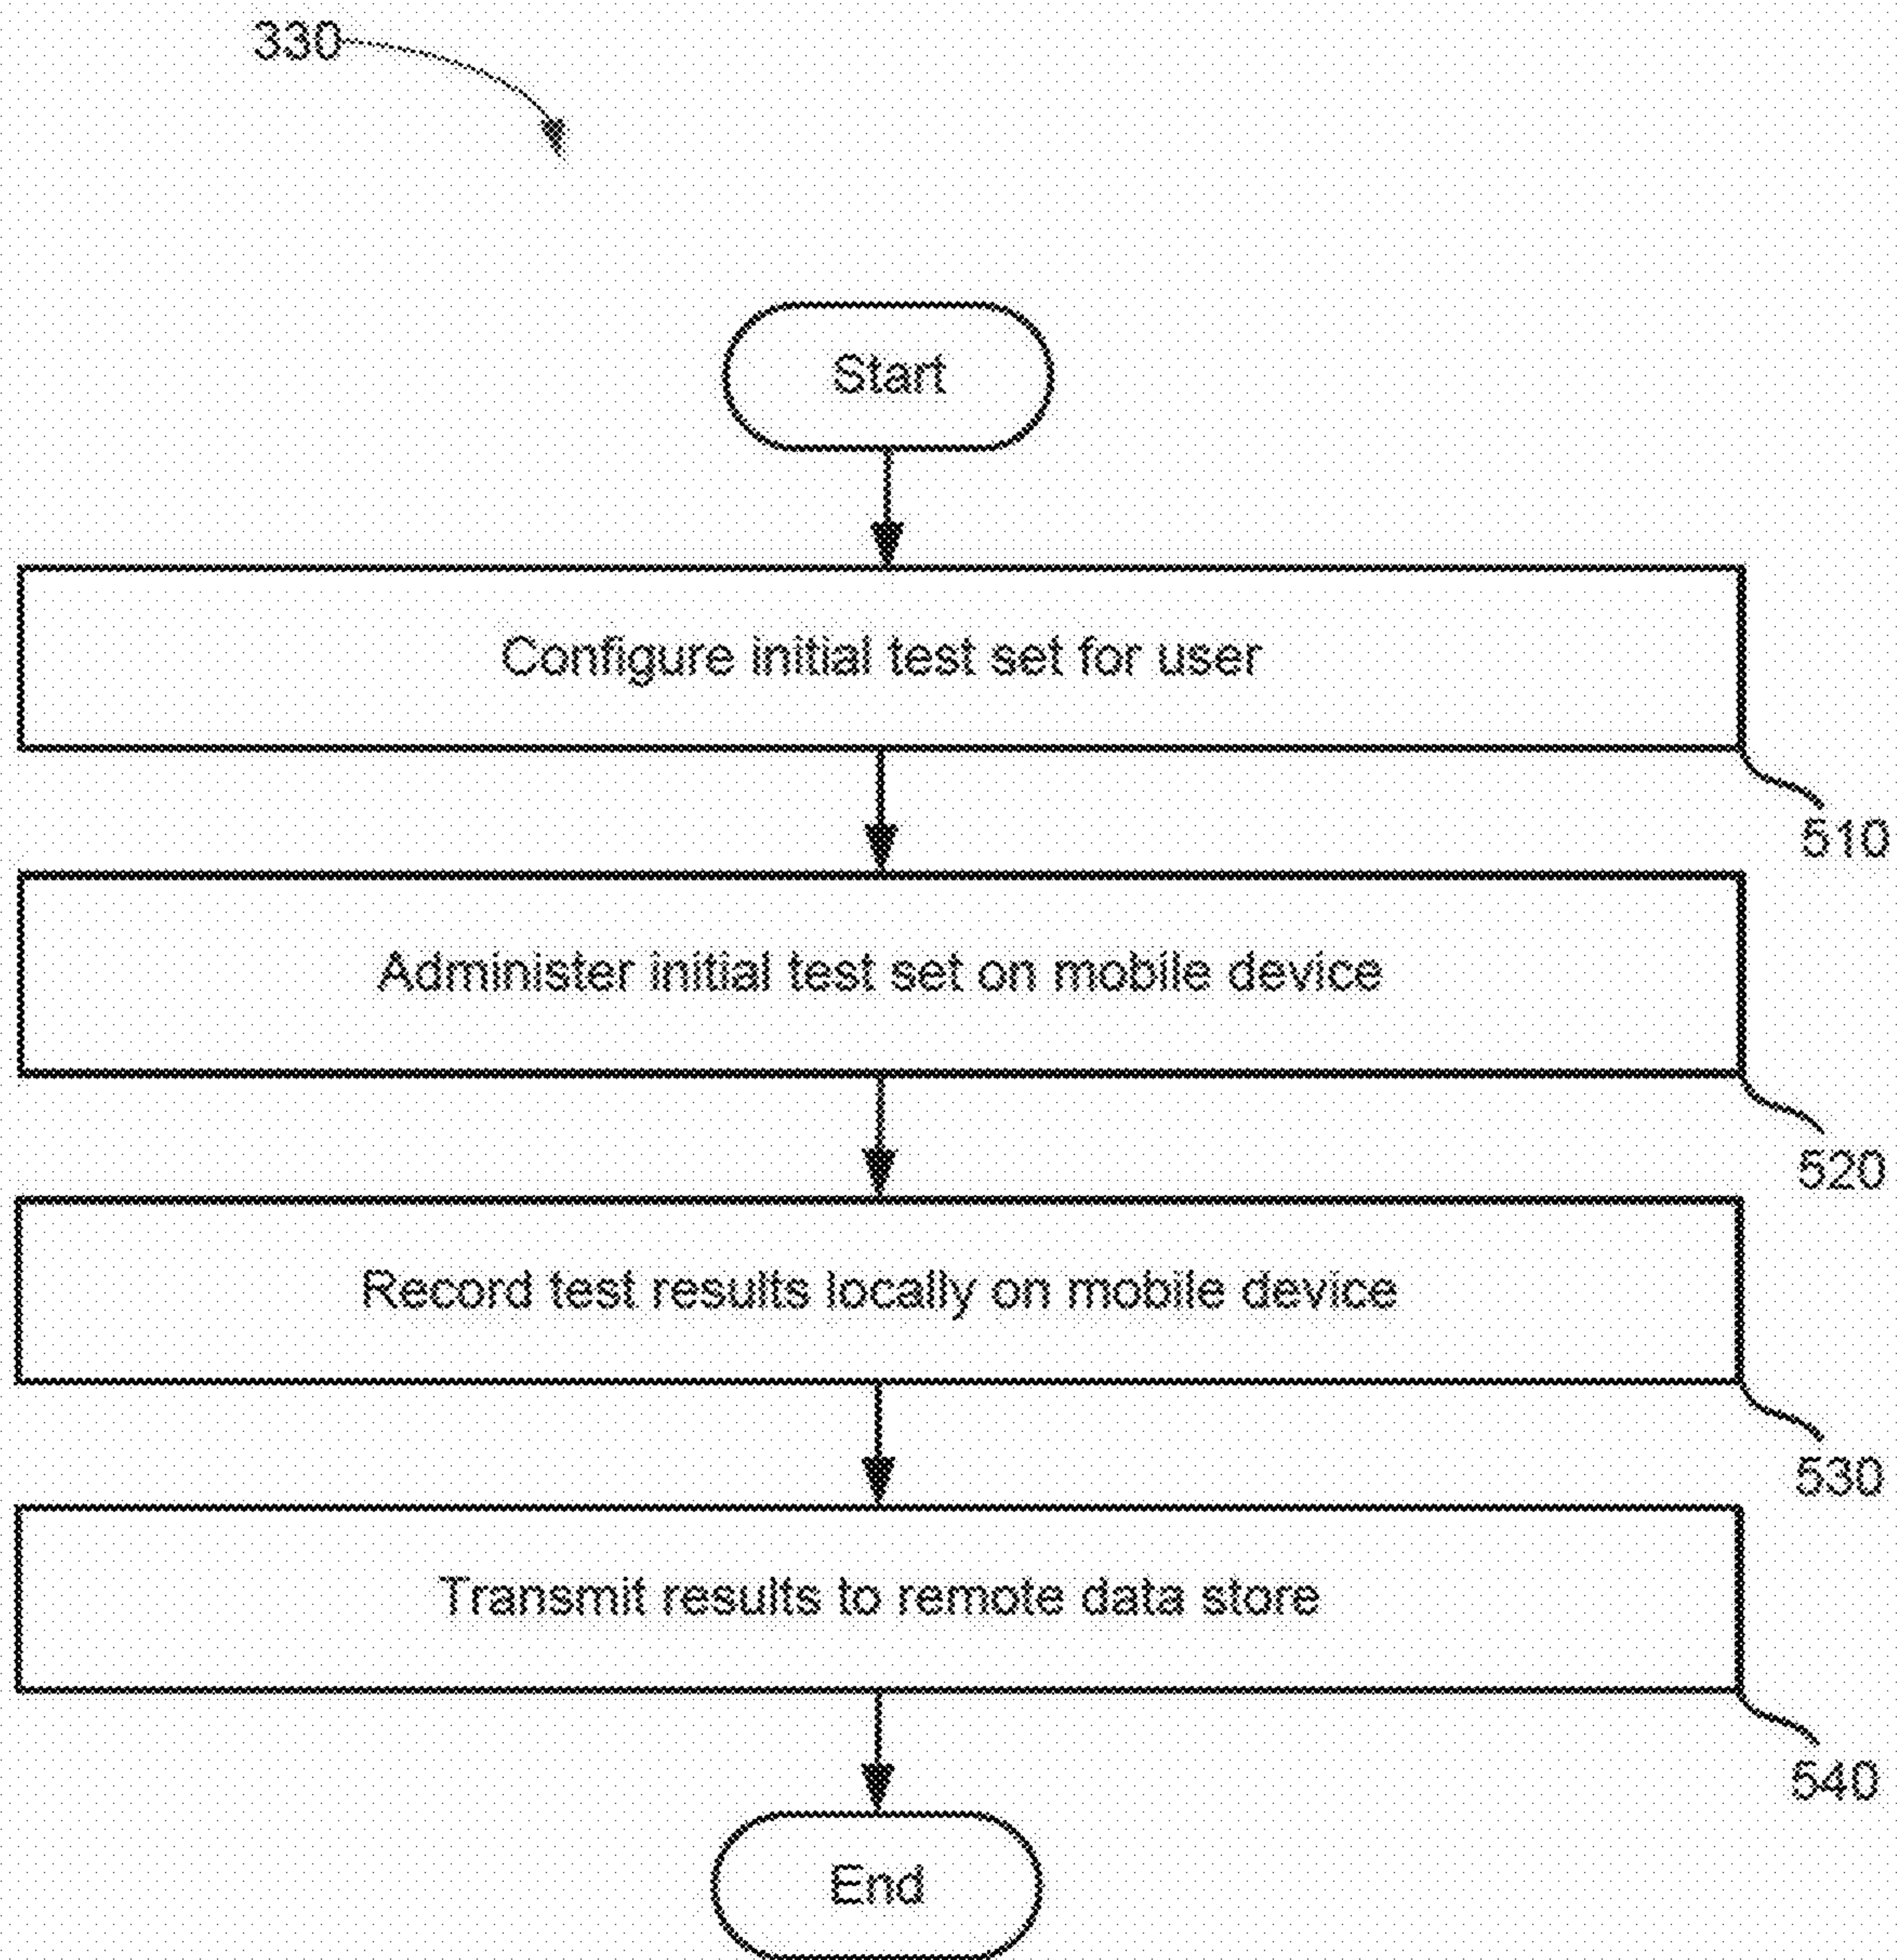 330
Start
Configure initial test set for user
510
Administer initial test set on mobile device
520
Record test results locally on mobile device
530
Transmit results to remote data store
540
End